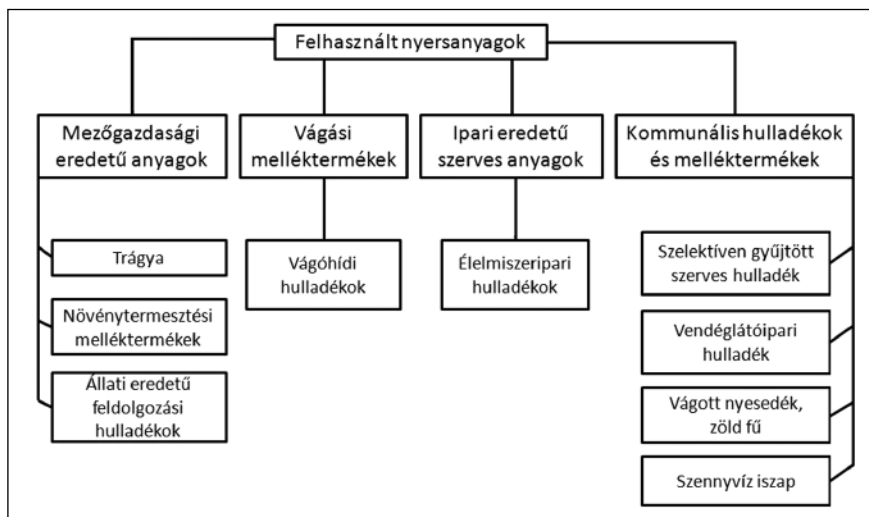 Felhasznált nyersanyagok
Mezőgazdasági
eredetű anyagok
Trágya
Növénytermesztési
melléktermékek
Állati eredetű
feldolgozási
hulladékok
Vágási
melléktermékek
Vágóhídi
hulladékok
Ipari eredetű
szerves anyagok
Élelmiszeripari
hulladékok
Kommunális hulladékok
és melléktermékek
Szelektíven gyűjtött
szerves hulladék
Vendéglátóipari
hulladék
Vágott nyesedék,
zöld fű
Szennyvíz iszap